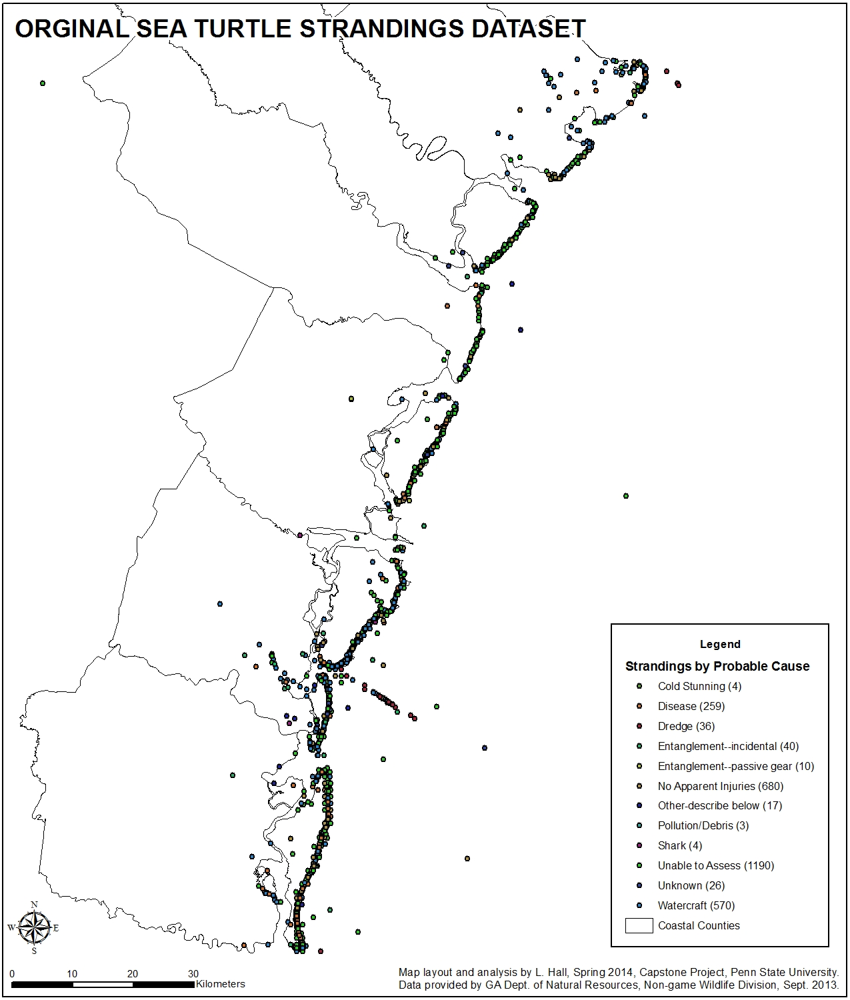 ORGINAL SEA TURTLE STRANDINGS DATASET
Legend
Strandings by Probable Cause
Cold Stunning (4)
Disease (259)
Dredge (36)
Entanglement--incidental (40)
Entanglement--passive gear (10)
No Apparent Injuries (680)
Other-describe below (17)
Pollution/Debris (3)
Shark (4)
Unable to Assess (1190)
Unknown (26)
Watercraft (570)
Coastal Counties
N
W E
S
0 10 20 30
Kilometers
Map layout and analysis by L. Hall, Spring 2014, Capstone Project, Penn State University.
Data provided by GA Dept. of Natural Resources, Non-game Wildlife Division, Sept. 2013.